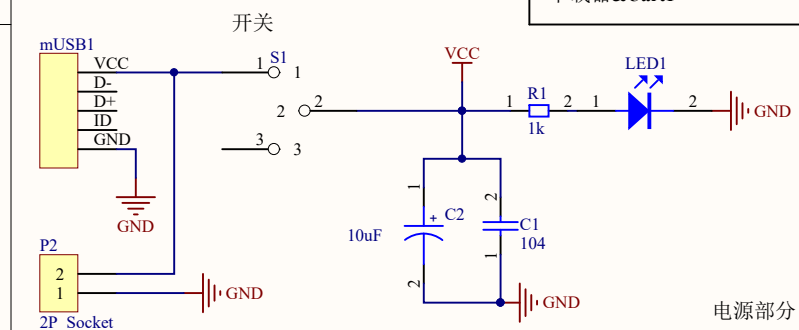 开关
mUSB1
VCC
D-
D+
ID
GND
GND
1 S1 1
2 2
3 3
VCC
1 R1 2
1k
LED1
1 2
GND
1 2
+ C2
10uF
C1
104
2 1
GND
P2
2
1
GND
2P Socket
电源部分